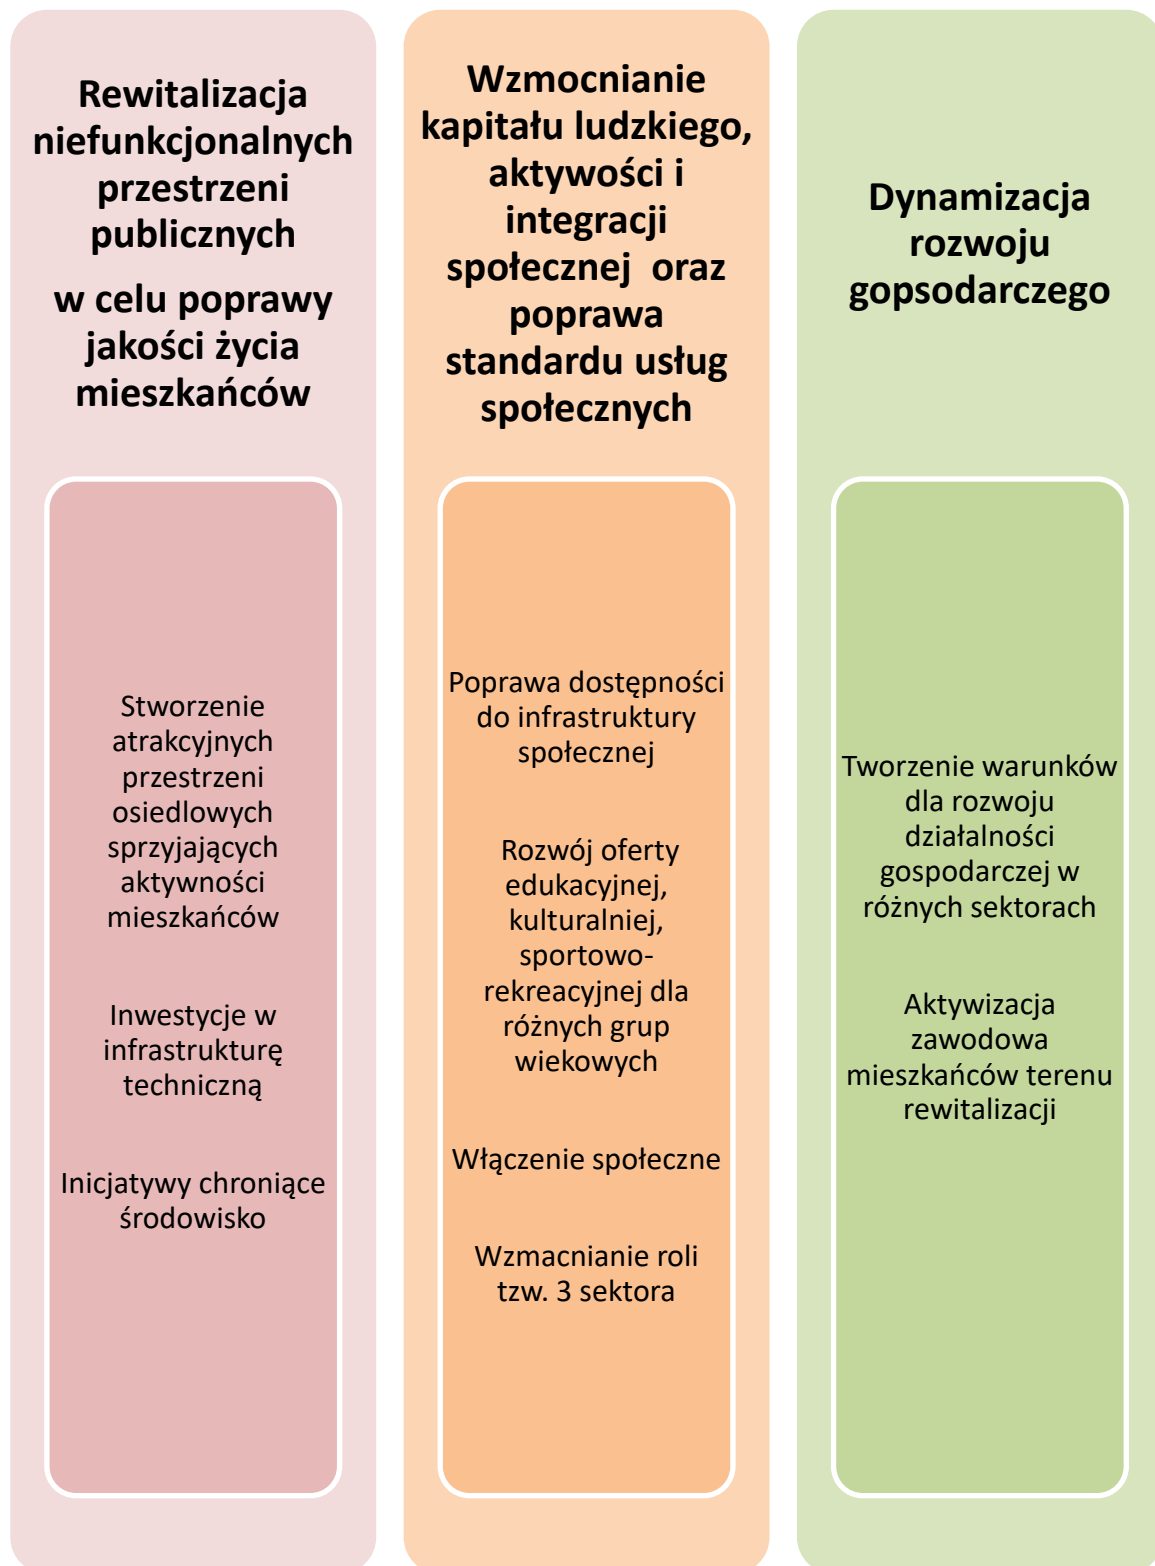 Rewitalizacja
niefunkcjonalnych
przestrzeni
publicznych
w celu poprawy
jakości życia
mieszkańców
Stworzenie
atrakcyjnych
przestrzeni
osiedlowych
sprzyjających
aktywności
mieszkańców
Inwestycje w
infrastrukturę
techniczną
Inicjatywy chroniące
środowisko
Wzmocnianie
kapitału ludzkiego,
aktywości i
integracji
społecznej oraz
poprawa
standardu usług
społecznych
Poprawa dostępności
do infrastruktury
społecznej
Rozwój oferty
edukacyjnej,
kulturalniej,
sportowo-
rekreacyjnej dla
różnych grup
wiekowych
Włączenie społeczne
Wzmacnianie roli
tzw. 3 sektora
Dynamizacja
rozwoju
gopsodarczego
Tworzenie warunków
dla rozwoju
działalności
gospodarczej w
różnych sektorach
Aktywizacja
zawodowa
mieszkańców terenu
rewitalizacji